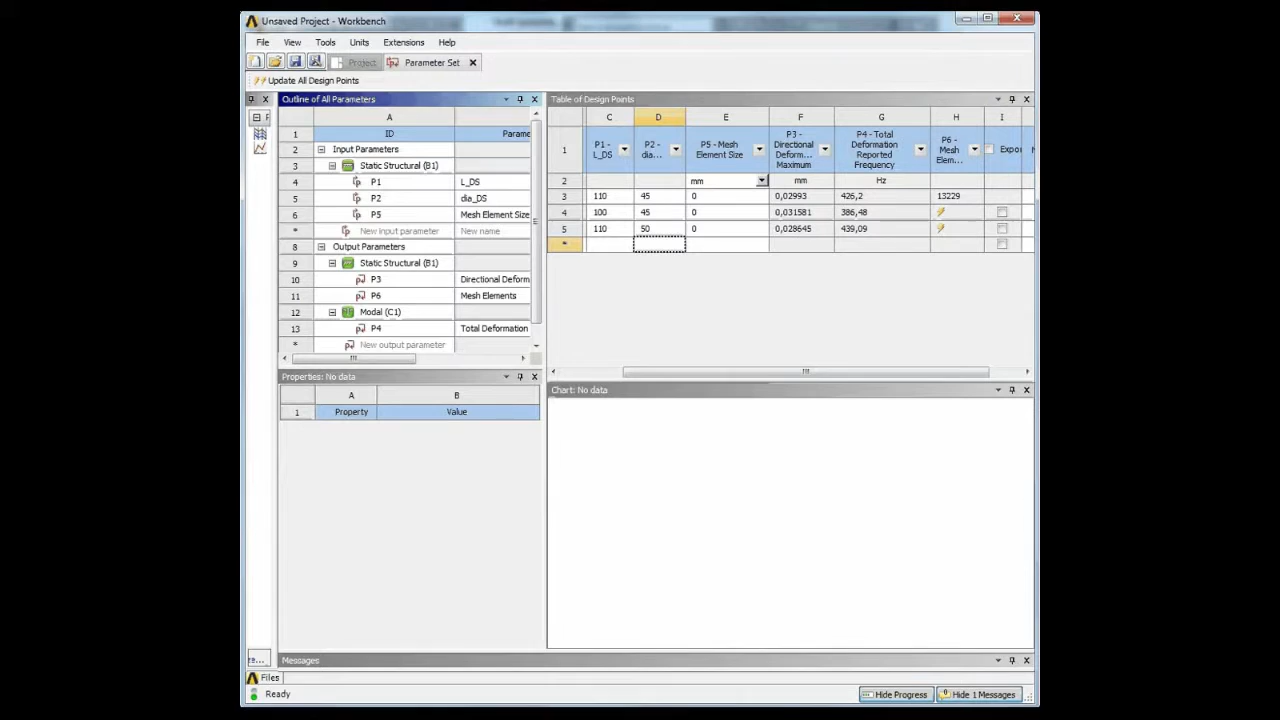 Unsaved Project - Workbench
File View Tools Units Extensions Help
Project Parameter Set
Update All Design Points
Outline of All Parameters
A
1 ID Parame
2 Input Parameters
3 Static Structural (B1)
4 P1 L_DS
5 P2 dia_DS
6 P5 Mesh Element Size
* New input parameter New name
8 Output Parameters
9 Static Structural (B1)
10 P3 Directional Deform
11 P6 Mesh Elements
12 Modal (C1)
13 P4 Total Deformation
* New output parameter
Properties: No data
A B
1 Property Value
Table of Design Points
C D E F G H I
1 P1 - L_DS P2 - dia... P5 - Mesh Element Size P3 - Directional Deform... Maximum P4 - Total Deformation Reported Frequency P6 - Mesh Elem... Expor
2 mm mm Hz
3 110 45 0 0,02993 426,2 13229
4 100 45 0 0,031581 386,48
5 110 50 0 0,028645 439,09
*
Chart: No data
Messages
Files
Ready Hide Progress Hide 1 Messages